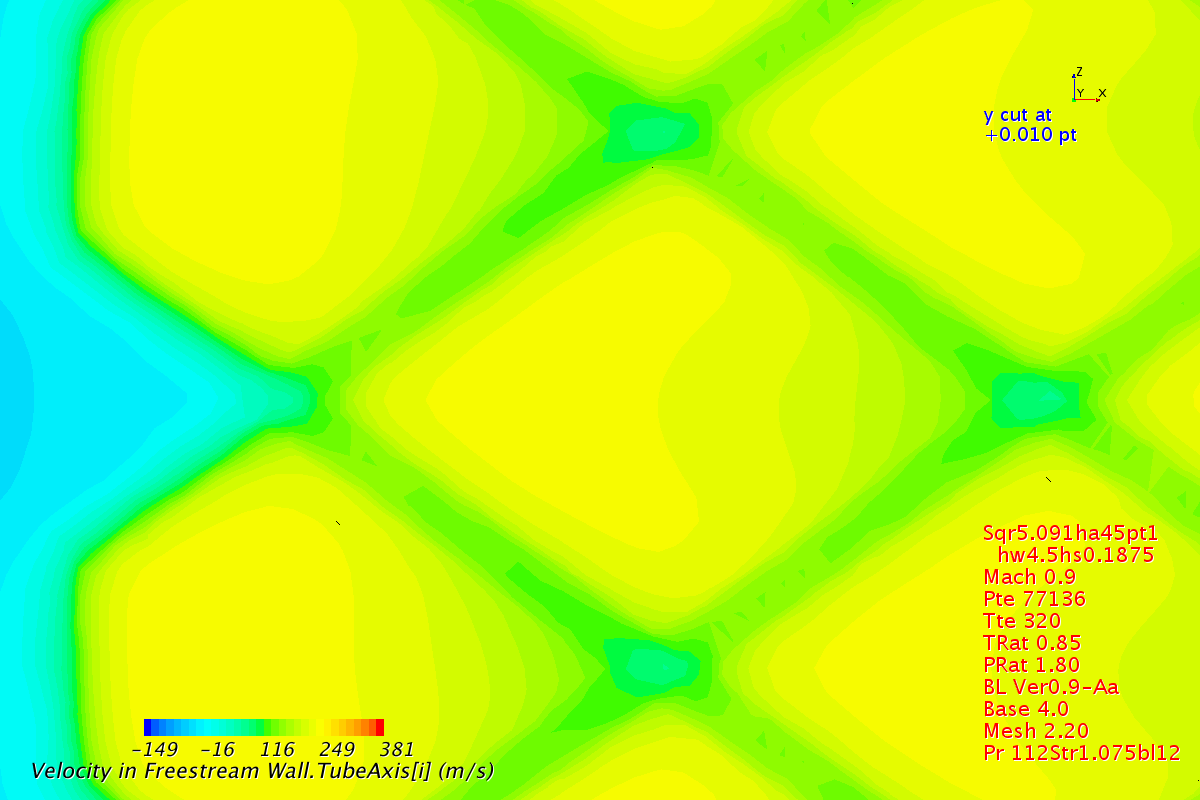 Z
Y X
y cut at
+0.010 pt
Sqr5.091ha45pt1
hw4.5hs0.1875
Mach 0.9
Pte 77136
Tte 320
TRat 0.85
PRat 1.80
BL Ver0.9-Aa
Base 4.0
Mesh 2.20
Pr 112Str1.075bl12
-149 -16 116 249 381
Velocity in Freestream Wall.TubeAxis[i] (m/s)